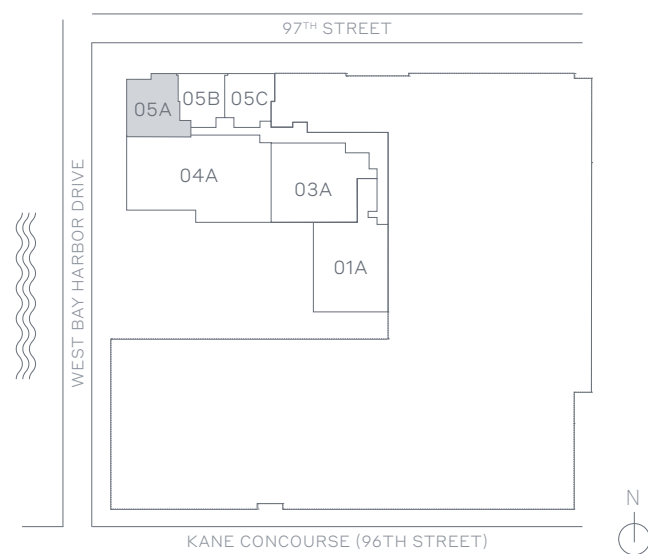 97TH STREET
05A
05B
05C
04A
03A
01A
WEST BAY HARBOR DRIVE
KANE CONCOURSE (96TH STREET)
N